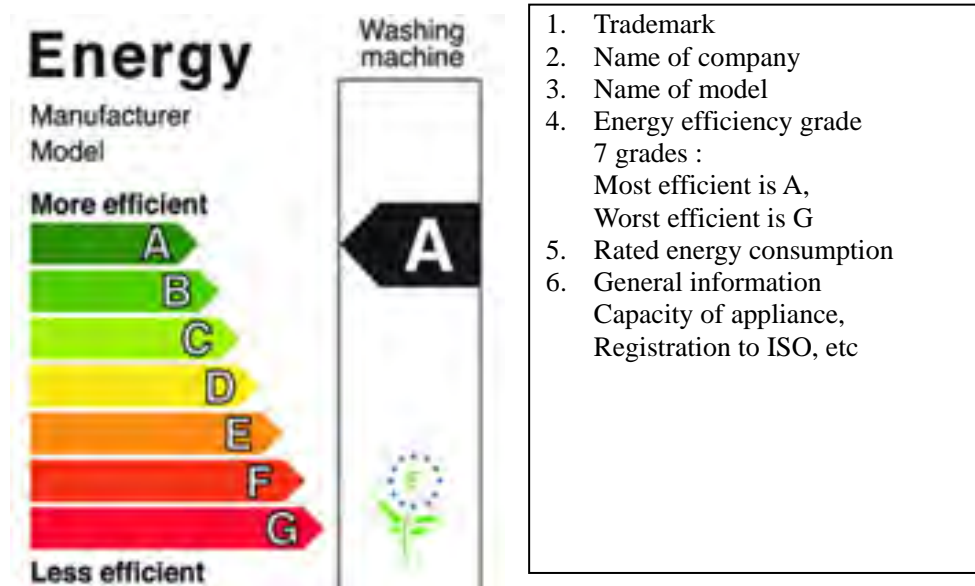 Energy
Washing
machine
Manufacturer
Model
More efficient
A
A
B
C
D
E
F
G
Less efficient
1. Trademark
2. Name of company
3. Name of model
4. Energy efficiency grade
7 grades :
Most efficient is A,
Worst efficient is G
5. Rated energy consumption
6. General information
Capacity of appliance,
Registration to ISO, etc